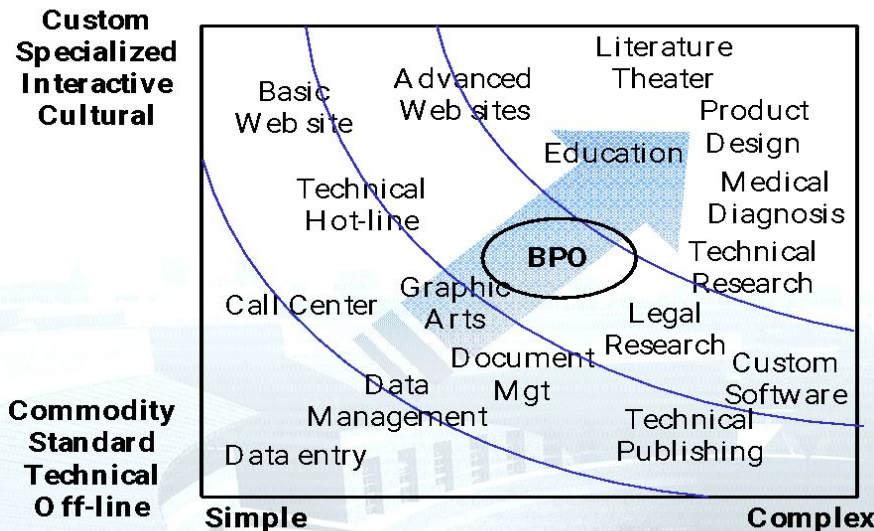 Custom
Specialized
Interactive
Cultural
Literature
Theater
Advanced
Web sites
Basic
Web site
Product
Design
Education
Medical
Diagnosis
Technical
Hot-line
Technical
Research
BPO
Graphic
Arts
Call Center
Legal
Research
Document
Mgt
Custom
Software
Data
Management
Technical
Publishing
Data entry
Commodity
Standard
Technical
Off-line
Simple
Complex